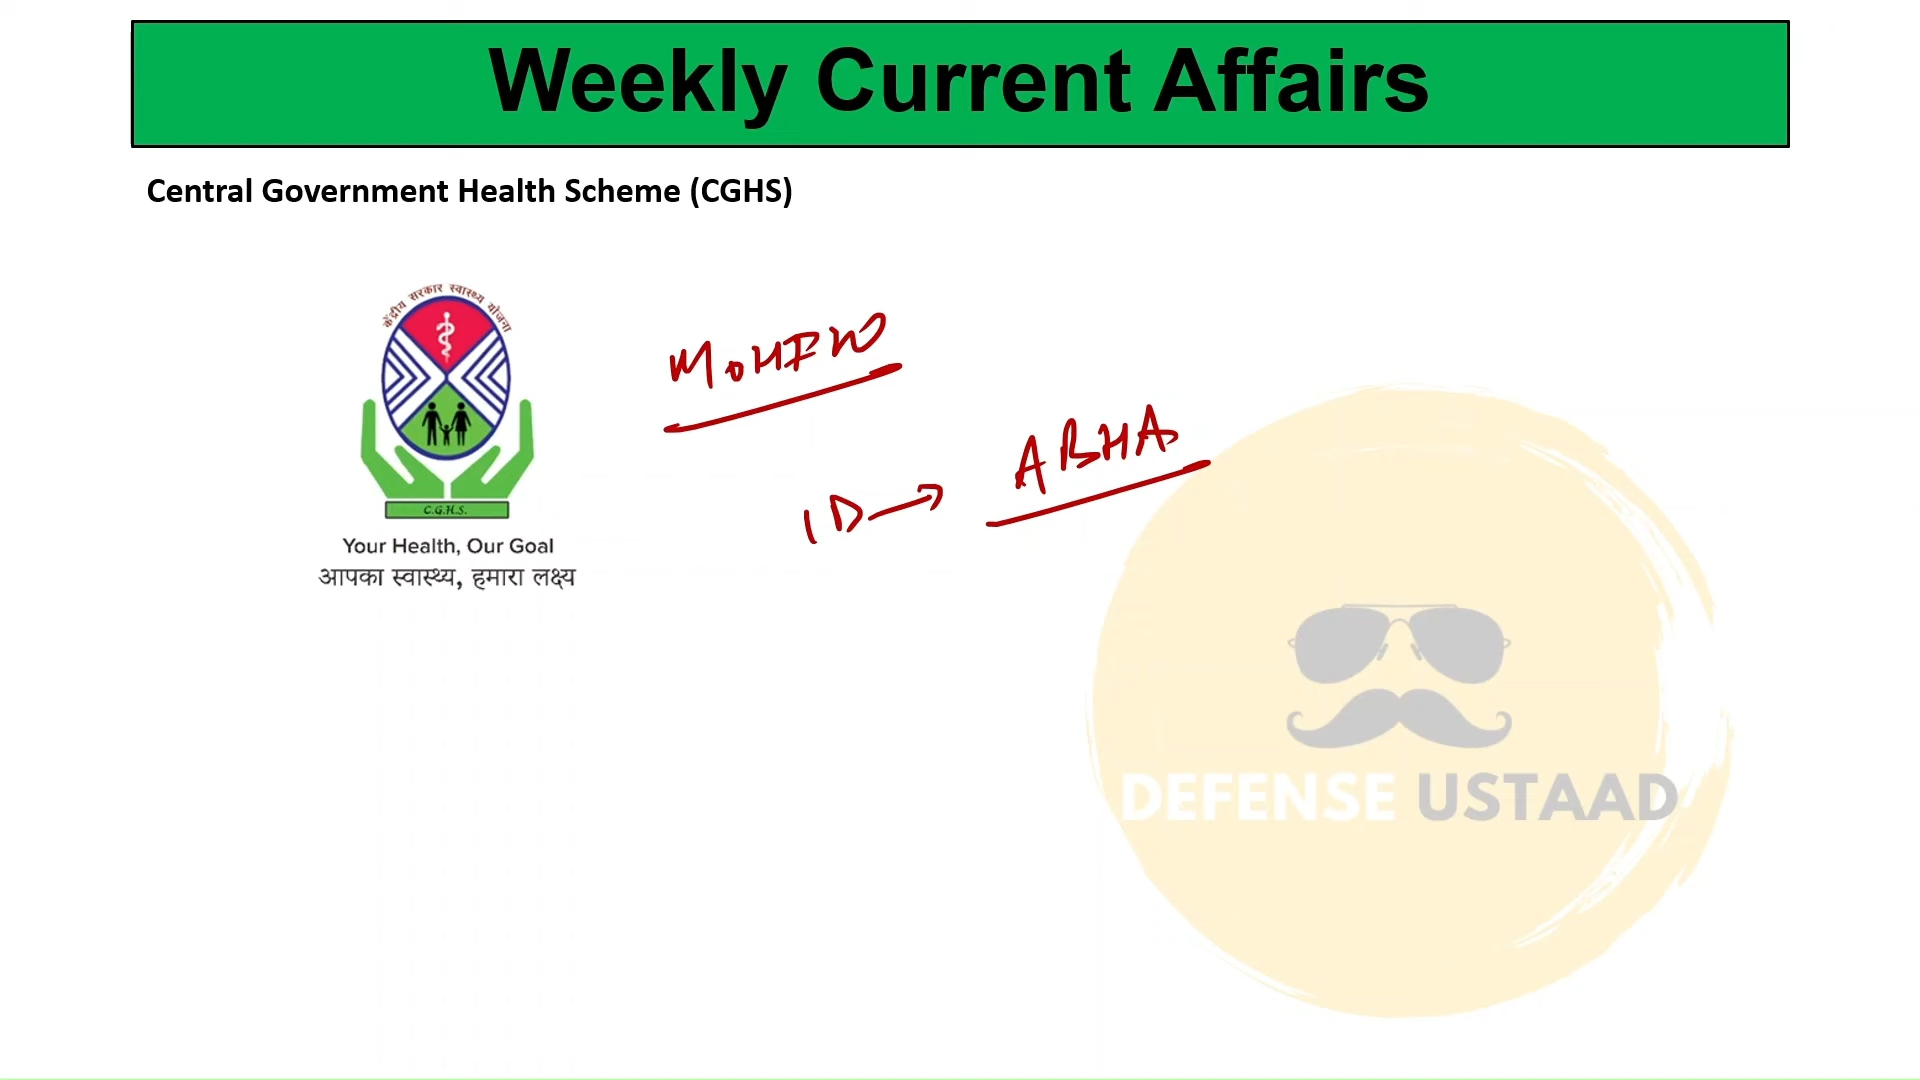 Weekly Current Affairs
Central Government Health Scheme (CGHS)
केंद्रीय सरकार स्वास्थ्य योजना
MOHFW
ABHA
ID →
C.G.H.S.
Your Health, Our Goal
आपका स्वास्थ्य, हमारा लक्ष्य
DEFENSE USTAAD